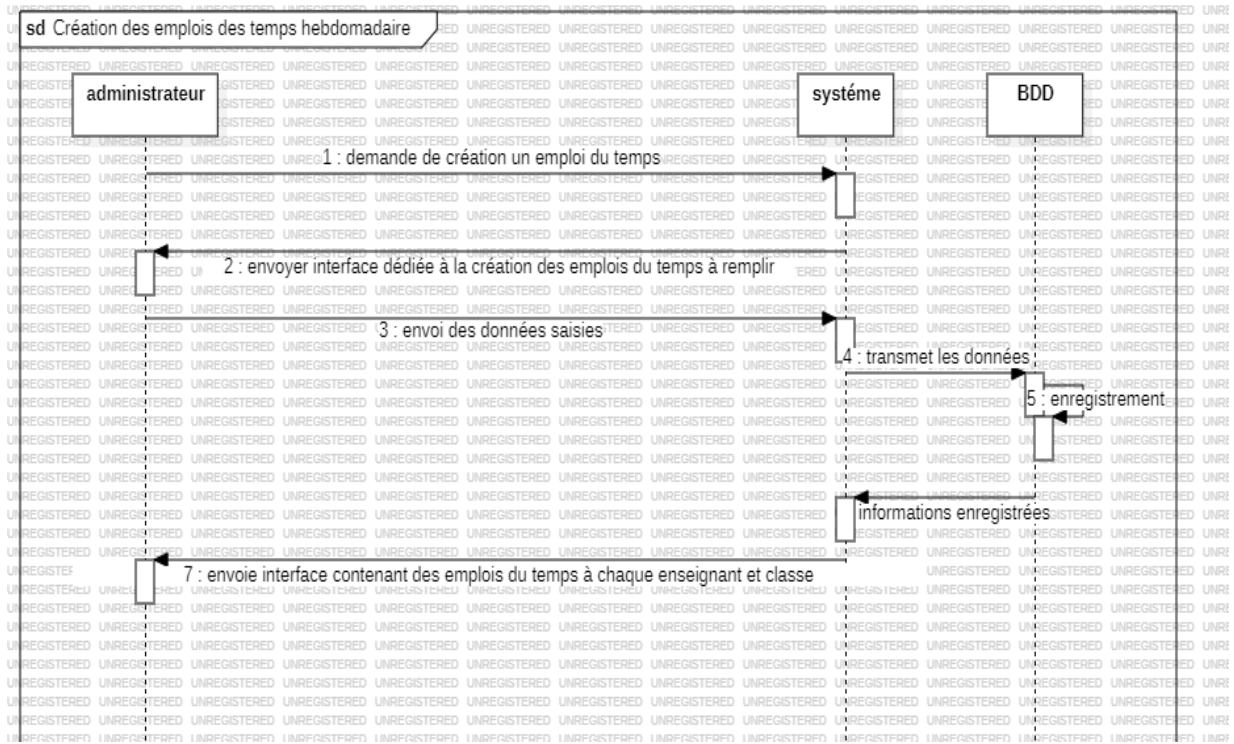 sd Création des emplois des temps hebdomadaire
administrateur
systéme
BDD
1 : demande de création un emploi du temps
2 : envoyer interface dédiée à la création des emplois du temps à remplir
3 : envoi des données saisies
4 : transmet les données
5 : enregistrement
informations enregistrées
7 : envoie interface contenant des emplois du temps à chaque enseignant et classe
UNREGISTERED